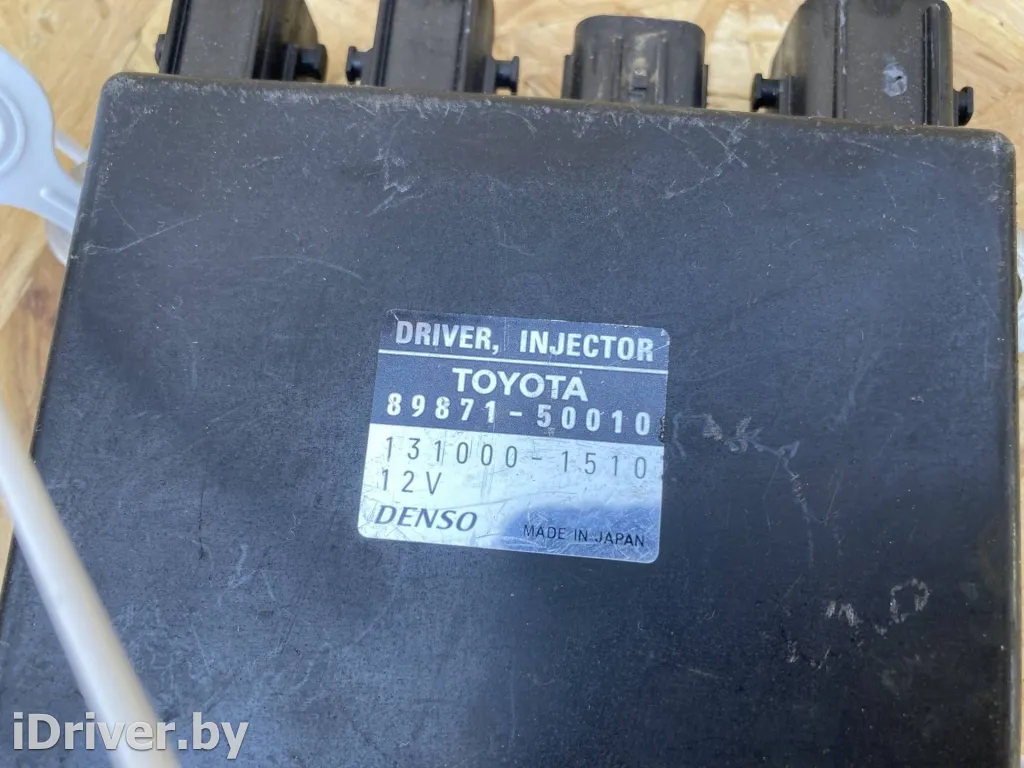 DRIVER, INJECTOR
TOYOTA
89871-50010
131000-1510
12V
DENSO MADE IN JAPAN
iDriver.by